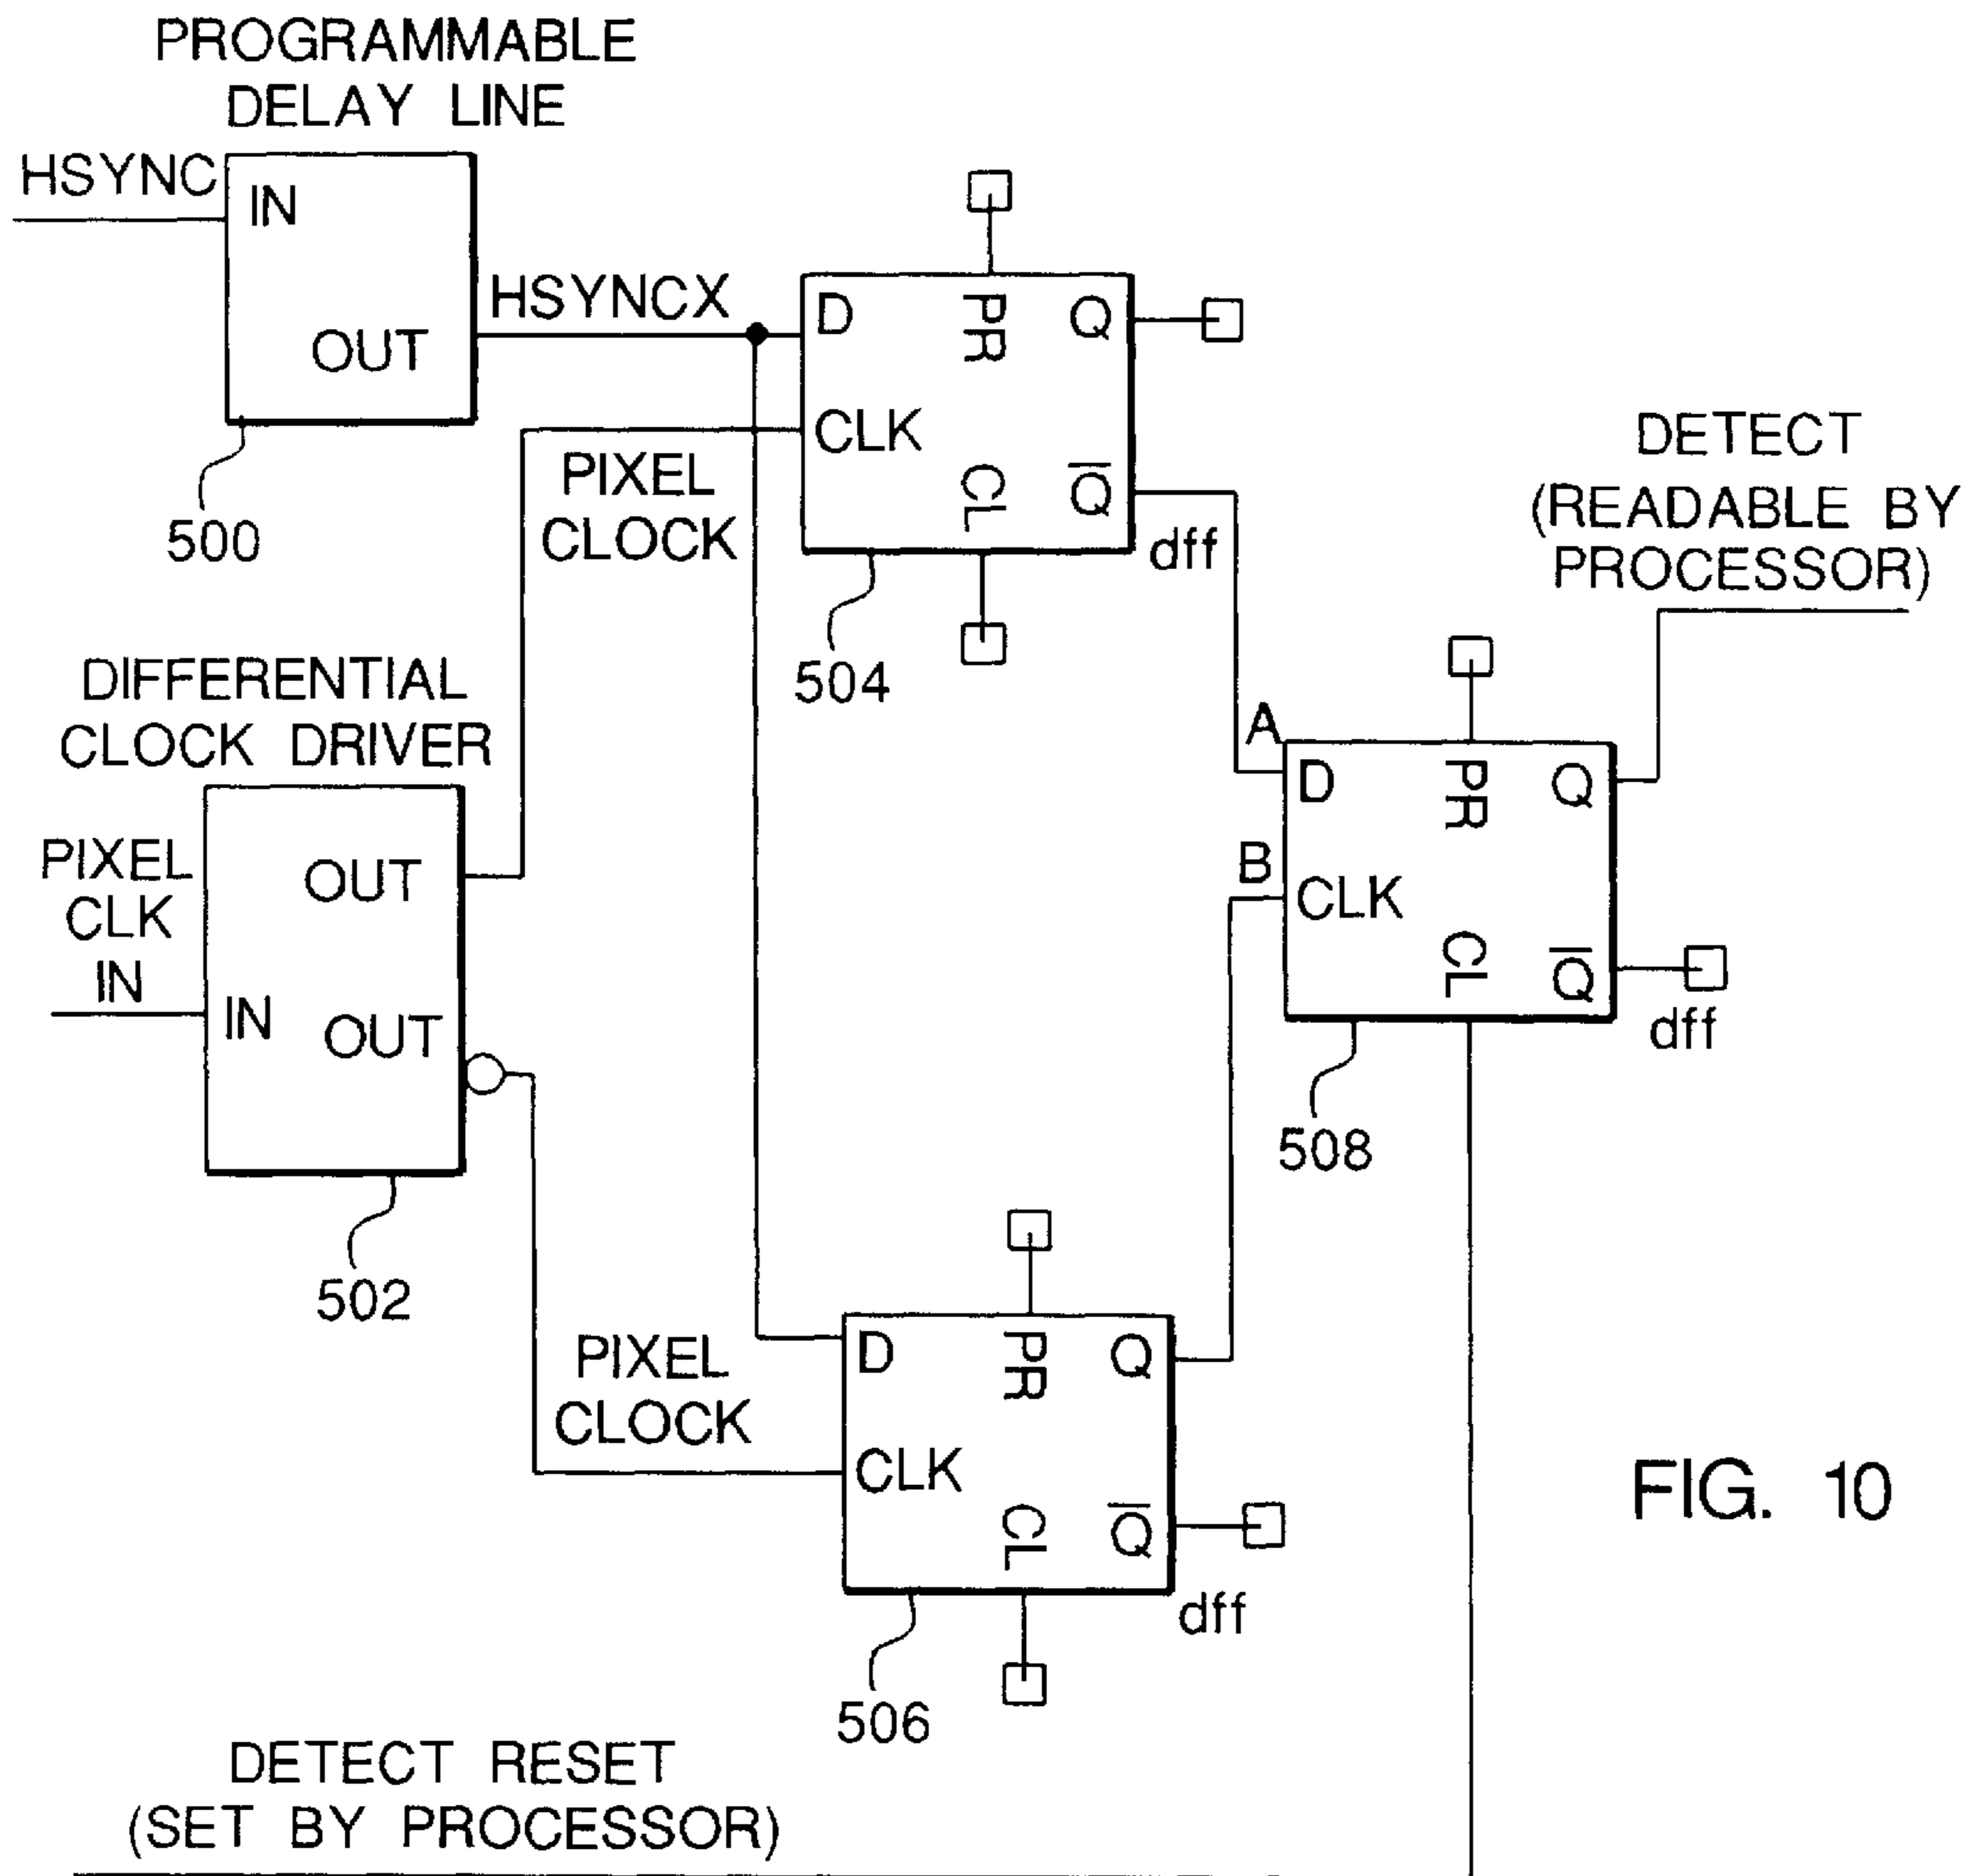 PROGRAMMABLE
DELAY LINE
HSYNC
IN
OUT
500
HSYNCX
D
PR
Q
CLK
CL
Q̅
dff
504
PIXEL
CLOCK
DETECT
(READABLE BY
PROCESSOR)
DIFFERENTIAL
CLOCK DRIVER
PIXEL
CLK
IN
OUT
IN
OUT
502
A
B
D
PR
Q
CLK
CL
Q̅
dff
508
PIXEL
CLOCK
D
PR
Q
CLK
CL
Q̅
dff
506
FIG. 10
DETECT RESET
(SET BY PROCESSOR)